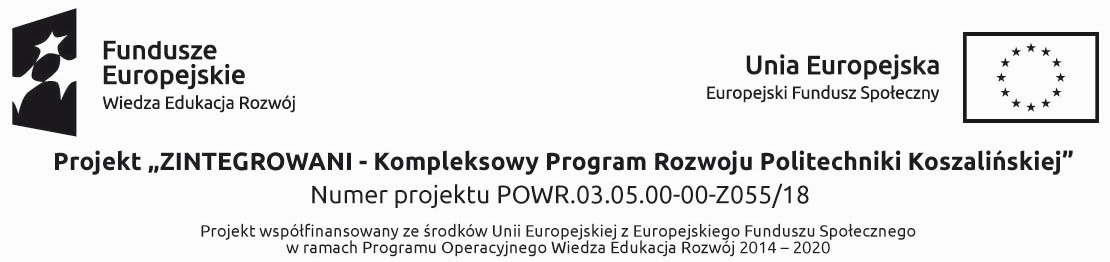 Fundusze
Europejskie
Wiedza Edukacja Rozwój
Unia Europejska
Europejski Fundusz Społeczny
Projekt „ZINTEGROWANI - Kompleksowy Program Rozwoju Politechniki Koszalińskiej”
Numer projektu POWR.03.05.00-00-Z055/18
Projekt współfinansowany ze środków Unii Europejskiej z Europejskiego Funduszu Społecznego
w ramach Programu Operacyjnego Wiedza Edukacja Rozwój 2014 – 2020